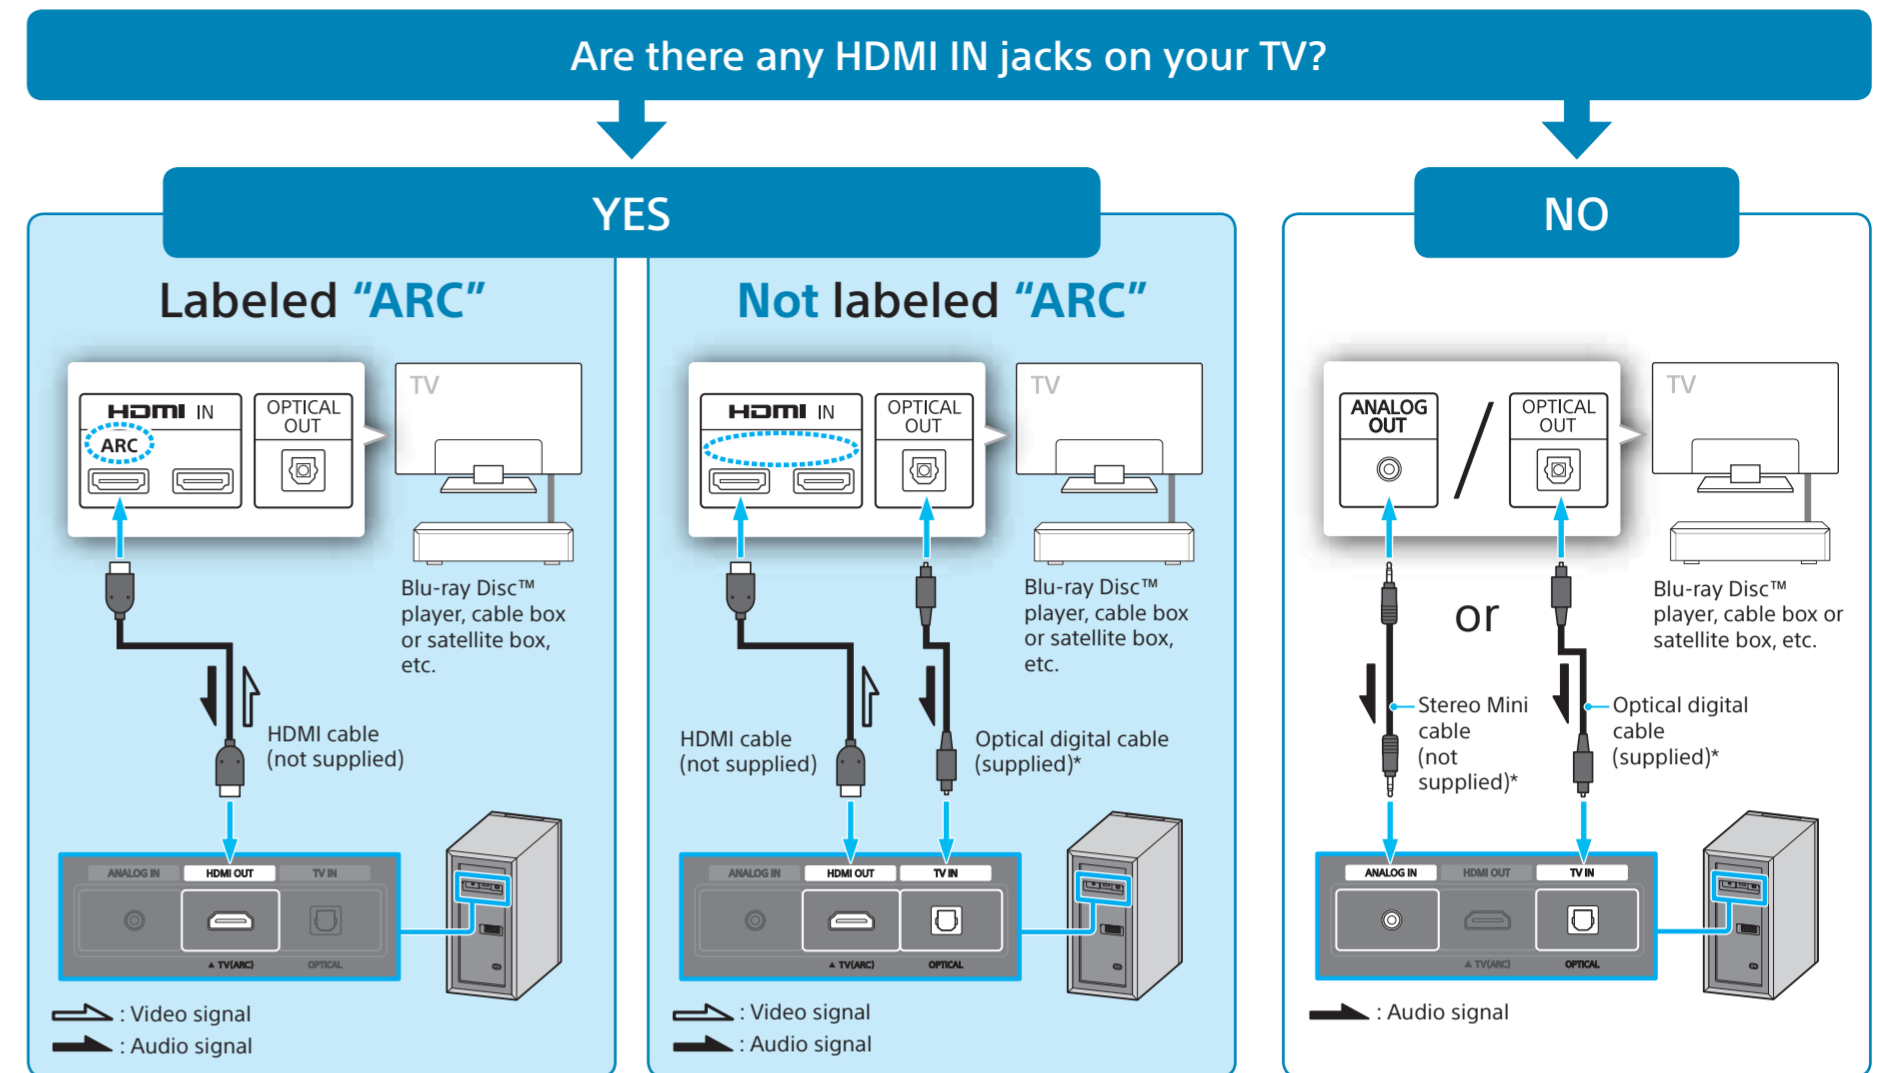 Are there any HDMI IN jacks on your TV?
YES
Labeled “ARC”
HDMI IN
ARC
OPTICAL
OUT
TV
Blu-ray Disc™
player, cable box
or satellite box,
etc.
HDMI cable
(not supplied)
ANALOG IN
HDMI OUT
TV IN
▲ TV(ARC)
OPTICAL
: Video signal
: Audio signal
Not labeled “ARC”
HDMI IN
OPTICAL
OUT
TV
Blu-ray Disc™
player, cable box
or satellite box,
etc.
HDMI cable
(not supplied)
Optical digital cable
(supplied)*
ANALOG IN
HDMI OUT
TV IN
▲ TV(ARC)
OPTICAL
: Video signal
: Audio signal
NO
ANALOG
OUT
/
OPTICAL
OUT
TV
Blu-ray Disc™
player, cable box or
satellite box, etc.
or
Stereo Mini
cable
(not
supplied)*
Optical digital
cable
(supplied)*
ANALOG IN
HDMI OUT
TV IN
▲ TV(ARC)
OPTICAL
: Audio signal